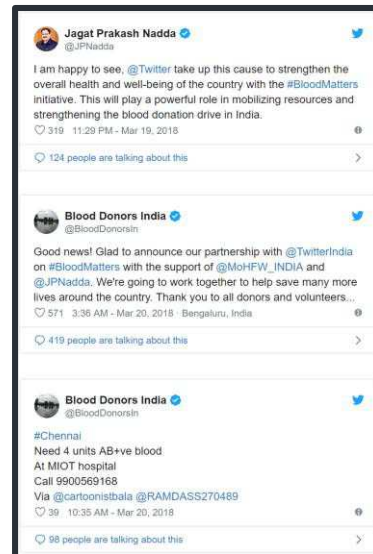 Jagat Prakash Nadda
@JPNadda
I am happy to see, @Twitter take up this cause to strengthen the
overall health and well-being of the country with the #BloodMatters
initiative. This will play a powerful role in mobilizing resources and
strengthening the blood donation drive in India.
319 11:29 PM - Mar 19, 2018
124 people are talking about this
Blood Donors India
@BloodDonorsIn
Good news! Glad to announce our partnership with @TwitterIndia
on #BloodMatters with the support of @MoHFW_INDIA and
@JPNadda. We're going to work together to help save many more
lives around the country. Thank you to all donors and volunteers...
571 3:36 AM - Mar 20, 2018 · Bengaluru, India
419 people are talking about this
Blood Donors India
@BloodDonorsIn
#Chennai
Need 4 units AB+ve blood
At MIOT hospital
Call 9900569168
Via @cartoonistbala @RAMDASS270489
39 10:35 AM - Mar 20, 2018
98 people are talking about this